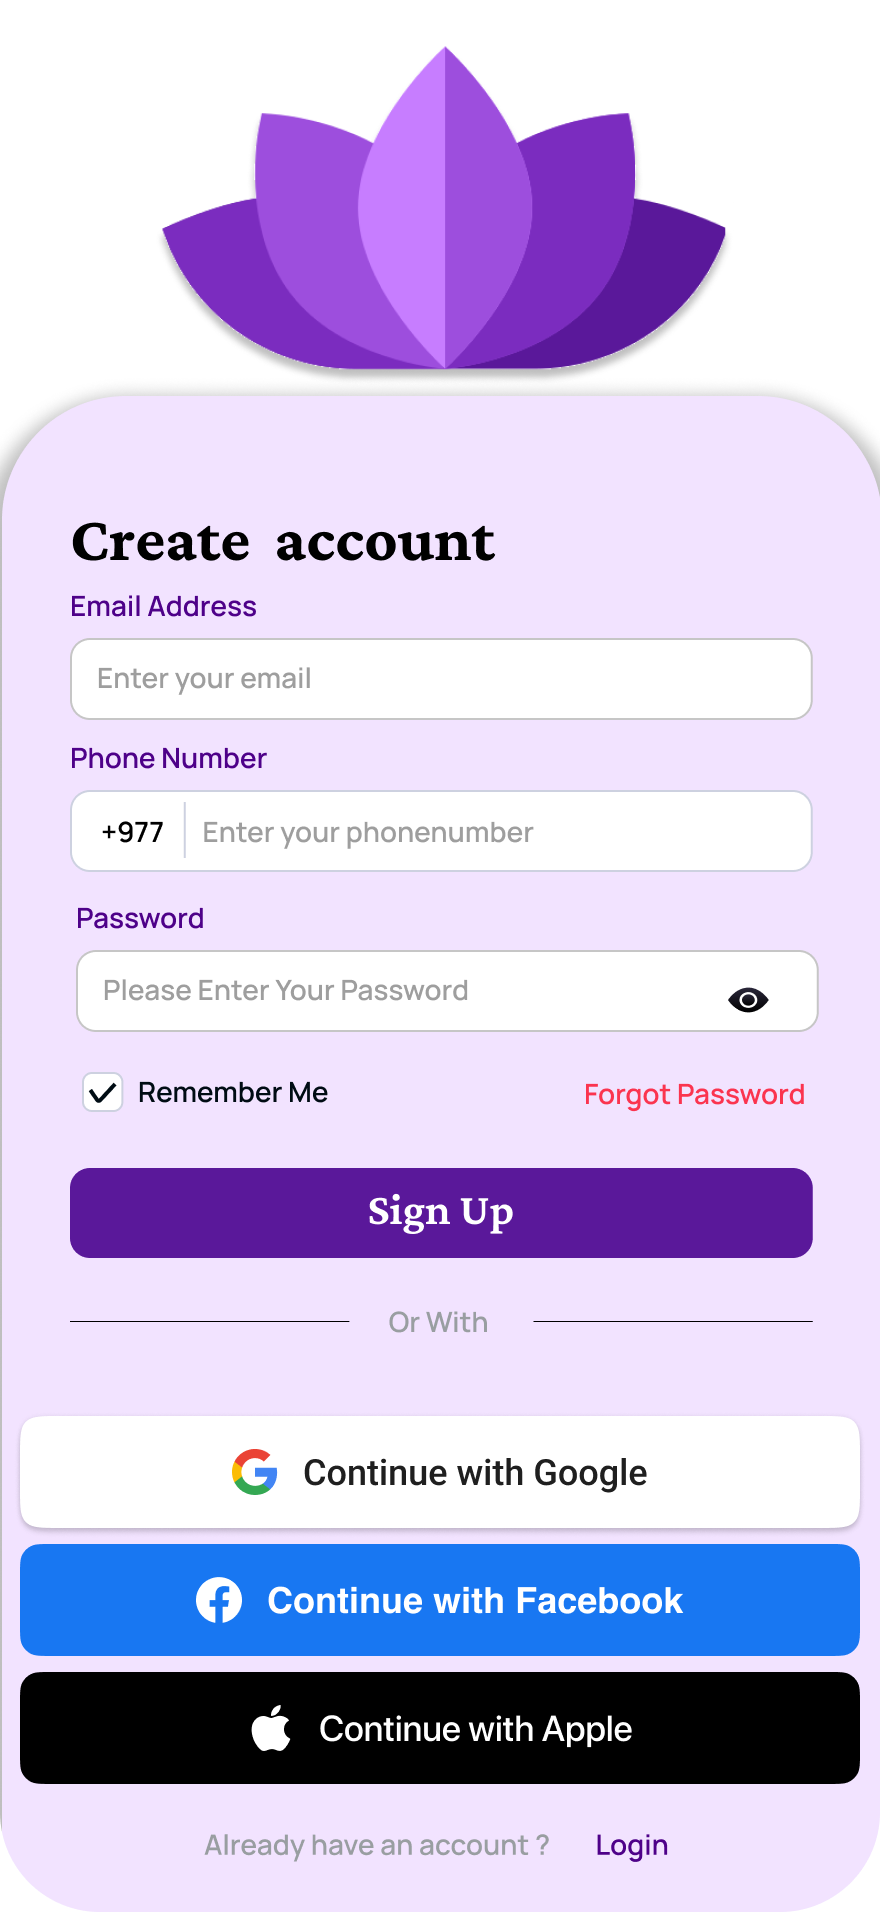 Create account
Email Address
Enter your email
Phone Number
+977 Enter your phonenumber
Password
Please Enter Your Password
Remember Me Forgot Password
Sign Up
Or With
Continue with Google
Continue with Facebook
Continue with Apple
Already have an account ? Login